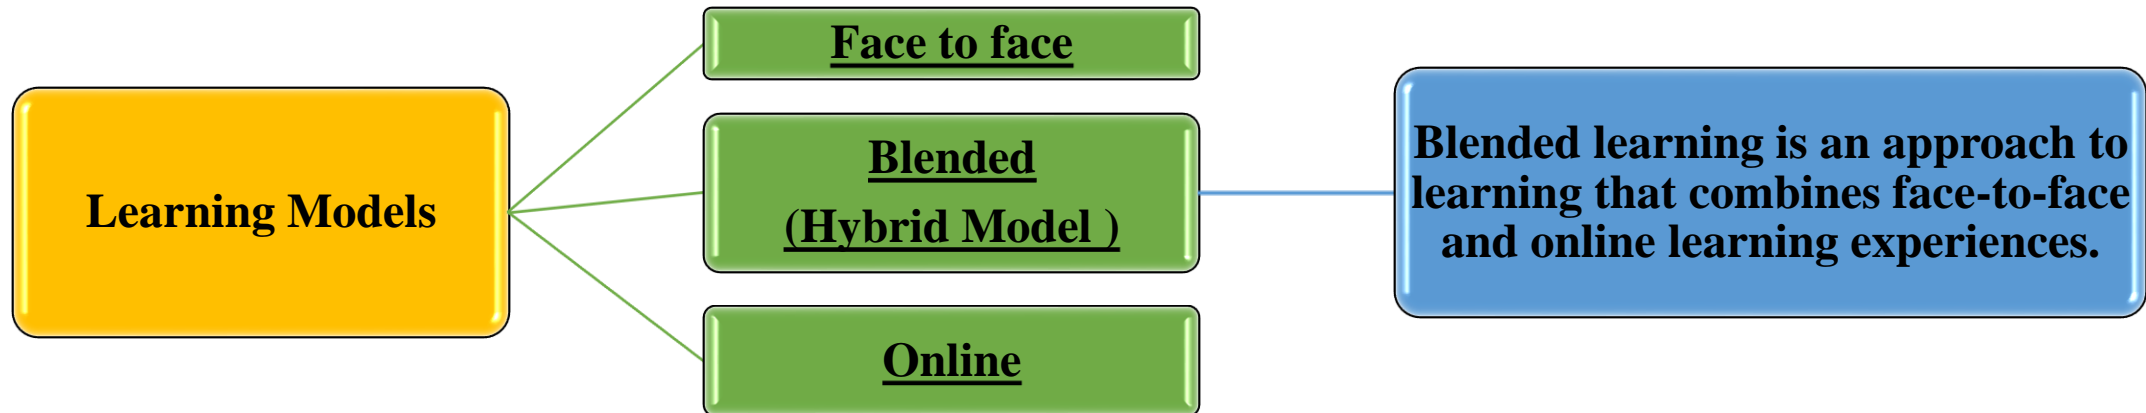 Learning Models
Face to face
Blended
(Hybrid Model )
Online
Blended learning is an approach to
learning that combines face-to-face
and online learning experiences.